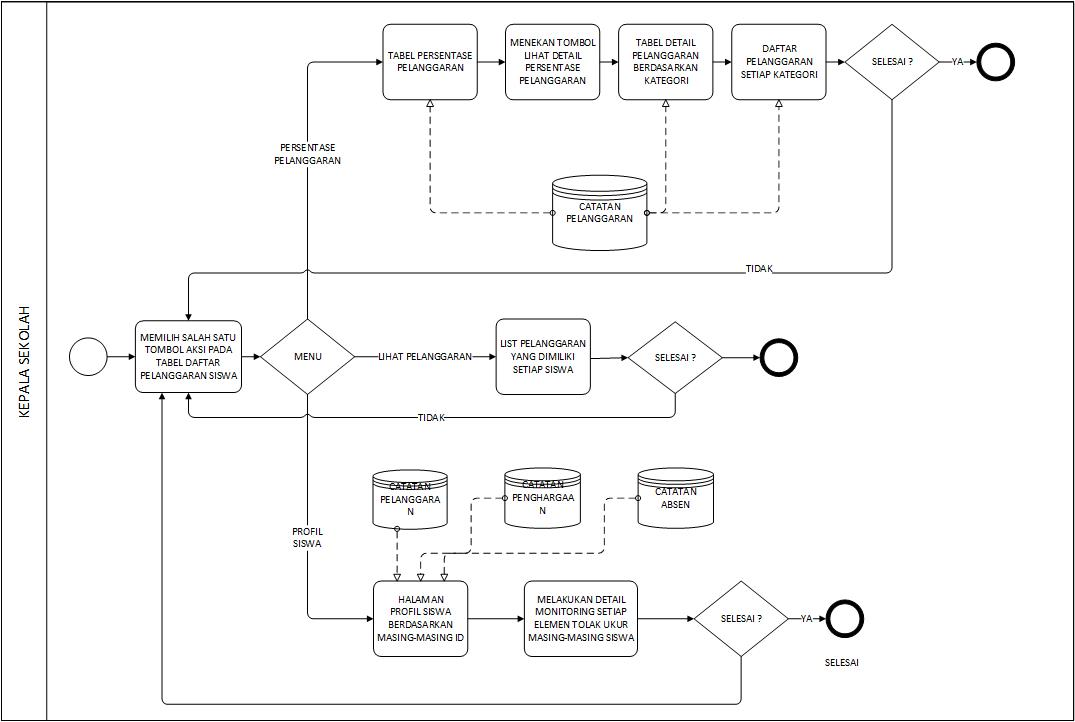 KEPALA SEKOLAH
TABEL PERSENTASE
PELANGGARAN
MENEKAN TOMBOL
LIHAT DETAIL
PERSENTASE
PELANGGARAN
TABEL DETAIL
PELANGGARAN
BERDASARKAN
KATEGORI
DAFTAR
PELANGGARAN
SETIAP KATEGORI
SELESAI ?
YA
PERSENTASE
PELANGGARAN
CATATAN
PELANGGARAN
TIDAK
MEMILIH SALAH SATU
TOMBOL AKSI PADA
TABEL DAFTAR
PELANGGARAN SISWA
MENU
LIHAT PELANGGARAN
LIST PELANGGARAN
YANG DIMILIKI
SETIAP SISWA
SELESAI ?
TIDAK
CATATAN
PELANGGARA
N
CATATAN
PENGHARGAA
N
CATATAN
ABSEN
PROFIL
SISWA
HALAMAN
PROFIL SISWA
BERDASARKAN
MASING-MASING ID
MELAKUKAN DETAIL
MONITORING SETIAP
ELEMEN TOLAK UKUR
MASING-MASING SISWA
SELESAI ?
YA
SELESAI